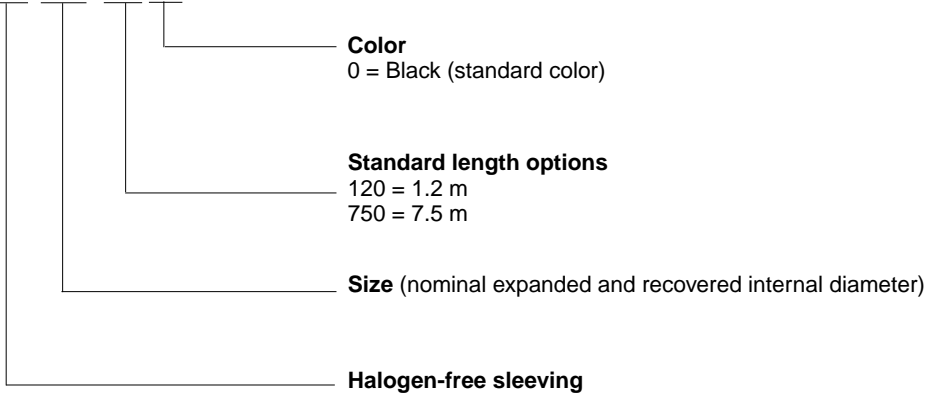 Color
0 = Black (standard color)
Standard length options
120 = 1.2 m
750 = 7.5 m
Size (nominal expanded and recovered internal diameter)
Halogen-free sleeving